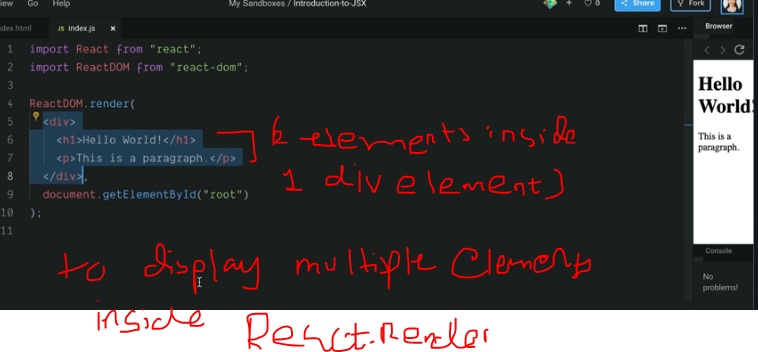 iew Go Help My Sandboxes / Introduction-to-JSX + 0 Share Fork
dex.html JS index.js x ... Browser
1 import React from "react";
2 import ReactDOM from "react-dom";
3
4 ReactDOM.render(
5 <div>
6 <h1>Hello World!</h1>
7 <p>This is a paragraph.</p>
8 </div>,
9 document.getElementById("root")
10 );
11
2 elements inside
1 div element)
to display multiple Elements
inside React.Render
Hello
World!
This is a
paragraph.
Console
No
problems!